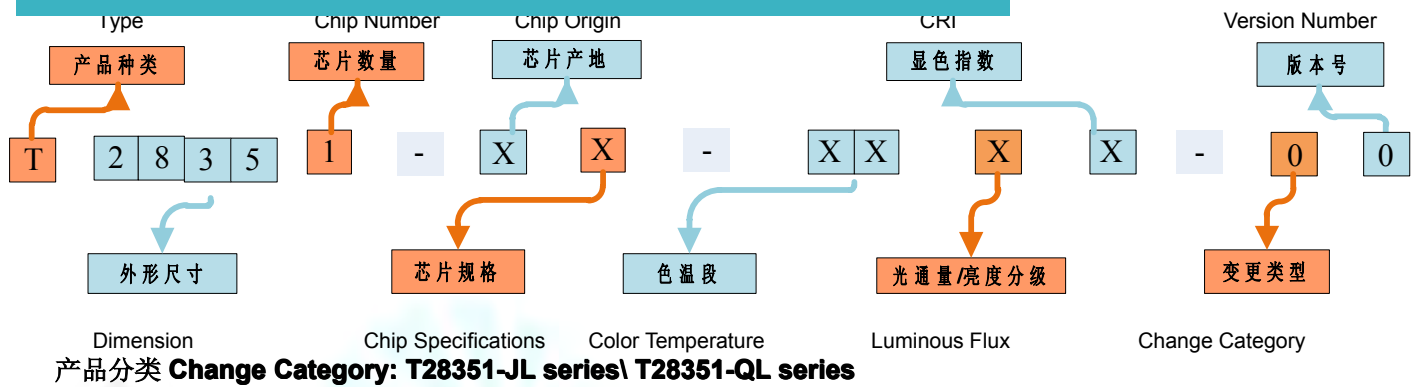 Type Chip Number Chip Origin CRI Version Number
产品种类 芯片数量 芯片产地 显色指数 版本号
T 2 8 3 5 1 - X X - X X X X - 0 0
外形尺寸 芯片规格 色温段 光通量/亮度分级 变更类型
Dimension Chip Specifications Color Temperature Luminous Flux Change Category
产品分类 Change Category: T28351-JL series\ T28351-QL series